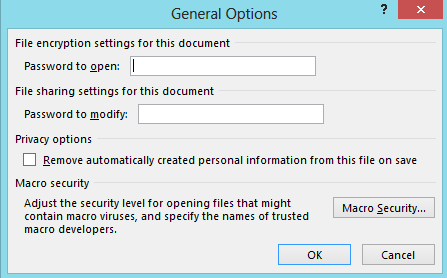 General Options
?
File encryption settings for this document
Password to open:
File sharing settings for this document
Password to modify:
Privacy options
Remove automatically created personal information from this file on save
Macro security
Adjust the security level for opening files that might
contain macro viruses, and specify the names of trusted
macro developers.
Macro Security...
OK
Cancel